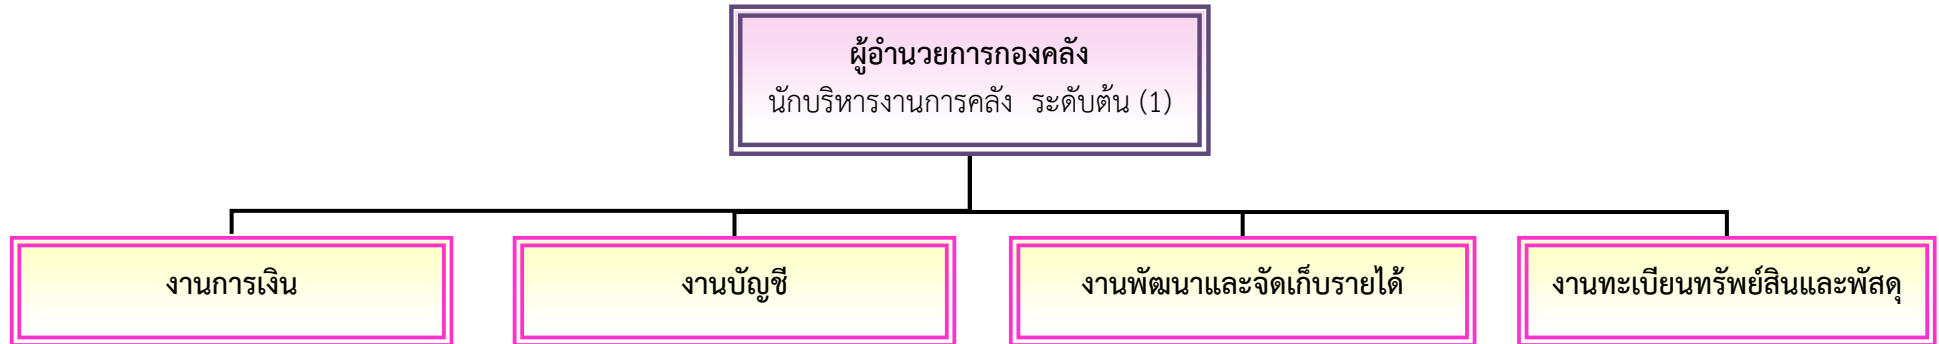 ผู้อำนวยการกองคลัง
นักบริหารงานการคลัง ระดับต้น (1)
งานการเงิน
งานบัญชี
งานพัฒนาและจัดเก็บรายได้
งานทะเบียนทรัพย์สินและพัสดุ